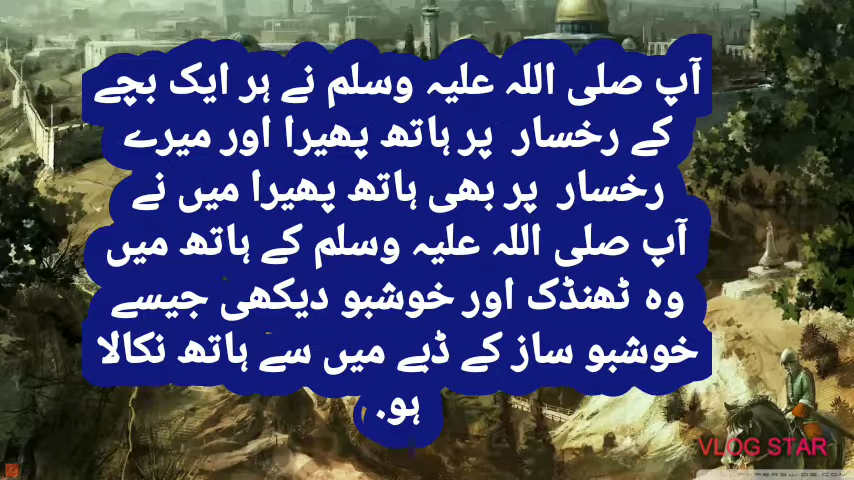 آپ صلی اللہ علیہ وسلم نے ہر ایک بچے
کے رخسار پر ہاتھ پھیرا اور میرے
رخسار پر بھی ہاتھ پھیرا میں نے
آپ صلی اللہ علیہ وسلم کے ہاتھ میں
وہ ٹھنڈک اور خوشبو دیکھی جیسے
خوشبو ساز کے ڈبے میں سے ہاتھ نکالا
ہو.
VLOG STAR